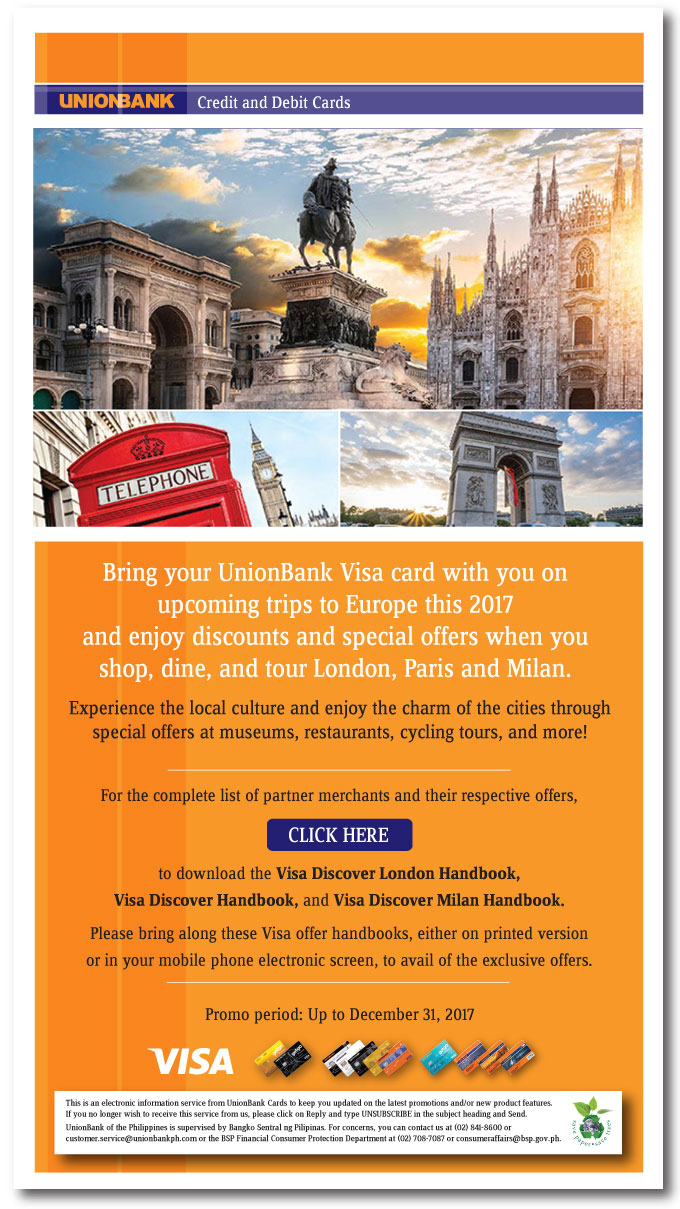 UNIONBANK Credit and Debit Cards
TELEPHONE
Bring your UnionBank Visa card with you on
upcoming trips to Europe this 2017
and enjoy discounts and special offers when you
shop, dine, and tour London, Paris and Milan.
Experience the local culture and enjoy the charm of the cities through
special offers at museums, restaurants, cycling tours, and more!
For the complete list of partner merchants and their respective offers,
CLICK HERE
to download the Visa Discover London Handbook,
Visa Discover Handbook, and Visa Discover Milan Handbook.
Please bring along these Visa offer handbooks, either on printed version
or in your mobile phone electronic screen, to avail of the exclusive offers.
Promo period: Up to December 31, 2017
VISA
This is an electronic information service from UnionBank Cards to keep you updated on the latest promotions and/or new product features.
If you no longer wish to receive this service from us, please click on Reply and type UNSUBSCRIBE in the subject heading and Send.
UnionBank of the Philippines is supervised by Bangko Sentral ng Pilipinas. For concerns, you can contact us at (02) 841-8600 or
customer.service@unionbankph.com or the BSP Financial Consumer Protection Department at (02) 708-7087 or consumeraffairs@bsp.gov.ph.
save paper • save trees